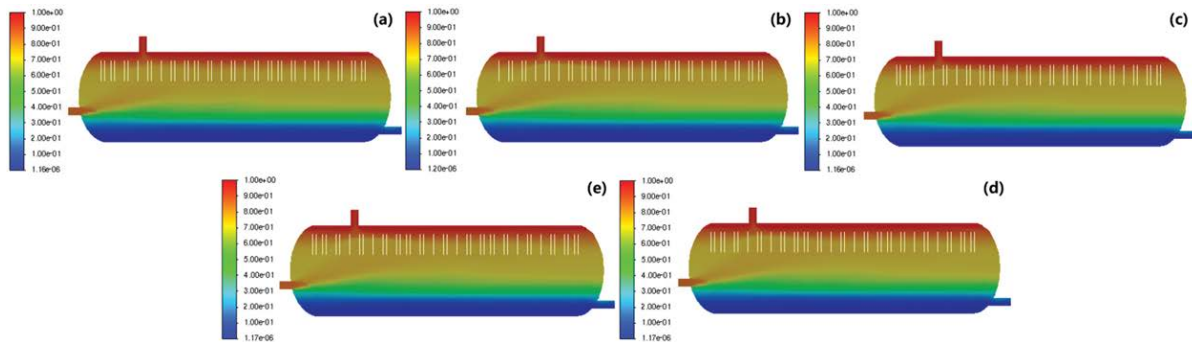 (a)
1.00e+00
9.00e-01
8.00e-01
7.00e-01
6.00e-01
5.00e-01
4.00e-01
3.00e-01
2.00e-01
1.00e-01
1.16e-06
(b)
1.00e+00
9.00e-01
8.00e-01
7.00e-01
6.00e-01
5.00e-01
4.00e-01
3.00e-01
2.00e-01
1.00e-01
1.20e-06
(c)
1.00e+00
9.00e-01
8.00e-01
7.00e-01
6.00e-01
5.00e-01
4.00e-01
3.00e-01
2.00e-01
1.00e-01
1.16e-06
(e)
1.00e+00
9.00e-01
8.00e-01
7.00e-01
6.00e-01
5.00e-01
4.00e-01
3.00e-01
2.00e-01
1.00e-01
1.17e-06
(d)
1.00e+00
9.00e-01
8.00e-01
7.00e-01
6.00e-01
5.00e-01
4.00e-01
3.00e-01
2.00e-01
1.00e-01
1.17e-06